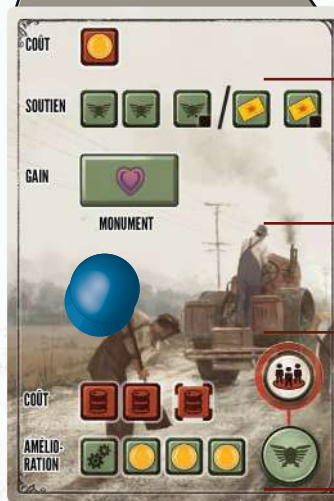 COÛT
SOUTIEN
/
GAIN
MONUMENT
COÛT
AMÉLIO-
RATION